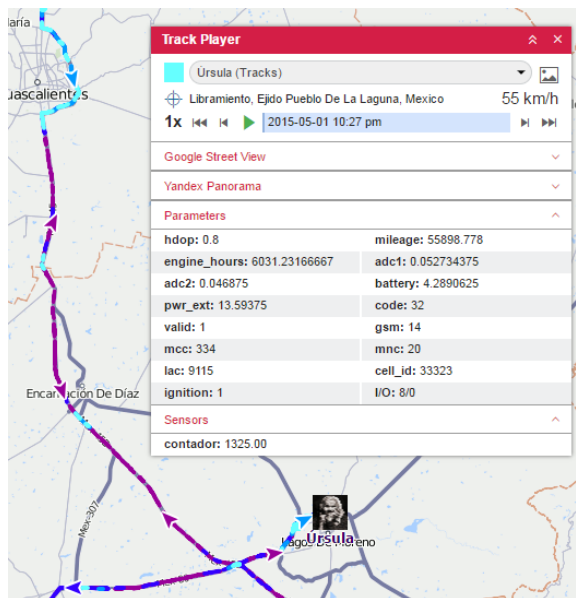 Track Player
Úrsula (Tracks)
Libramiento, Ejido Pueblo De La Laguna, Mexico 55 km/h
1x 2015-05-01 10:27 pm
Google Street View
Yandex Panorama
Parameters
hdop: 0.8 mileage: 55898.778
engine_hours: 6031.23166667 adc1: 0.052734375
adc2: 0.046875 battery: 4.2890625
pwr_ext: 13.59375 code: 32
valid: 1 gsm: 14
mcc: 334 mnc: 20
lac: 9115 cell_id: 33323
ignition: 1 I/O: 8/0
Sensors
contador: 1325.00
aría
uascalientes
Encarnación De Díaz
Mex-307
Úrsula
Lagos De Moreno